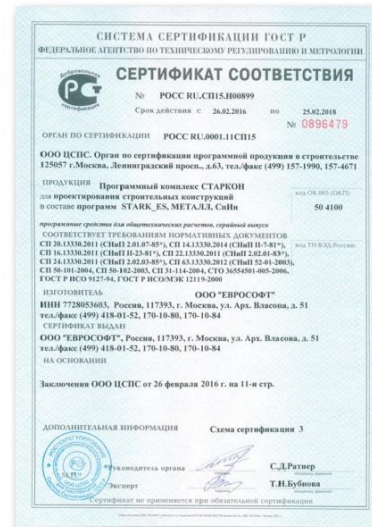 СИСТЕМА СЕРТИФИКАЦИИ ГОСТ Р
ФЕДЕРАЛЬНОЕ АГЕНТСТВО ПО ТЕХНИЧЕСКОМУ РЕГУЛИРОВАНИЮ И МЕТРОЛОГИИ
СЕРТИФИКАТ СООТВЕТСТВИЯ
№ РОСС RU.СП15.Н00899
Срок действия с 26.02.2016 по 25.02.2018
№ 0896479
ОРГАН ПО СЕРТИФИКАЦИИ РОСС RU.0001.11СП15
ООО ЦСПС. Орган по сертификации программной продукции в строительстве
125057 г.Москва, Ленинградский просп., д.63, тел./факс (499) 157-1990, 157-4671
ПРОДУКЦИЯ Программный комплекс СТАРКОН
для проектирования строительных конструкций
в составе программ STARK_ES, МЕТАЛЛ, СпИн
код ОК 005 (ОКП):
50 4100
программные средства для общетехнических расчетов, серийный выпуск
СООТВЕТСТВУЕТ ТРЕБОВАНИЯМ НОРМАТИВНЫХ ДОКУМЕНТОВ
СП 20.13330.2011 (СНиП 2.01.07-85*), СП 14.13330.2014 (СНиП II-7-81*),
СП 16.13330.2011 (СНиП II-23-81*), СП 22.13330.2011 (СНиП 2.02.01-83*),
СП 24.13330.2011 (СНиП 2.02.03-85*), СП 63.13330.2012 (СНиП 52-01-2003),
СП 50-101-2004, СП 50-102-2003, СП 31-114-2004, СТО 36554501-005-2006,
ГОСТ Р ИСО 9127-94, ГОСТ Р ИСО/МЭК 12119-2000
код ТН ВЭД России:
ИЗГОТОВИТЕЛЬ ООО "ЕВРОСОФТ"
ИНН 7728053603, Россия, 117393, г. Москва, ул. Арх. Власова, д. 51
тел./факс (499) 418-01-52, 170-10-80, 170-10-84
СЕРТИФИКАТ ВЫДАН
ООО "ЕВРОСОФТ", Россия, 117393, г. Москва, ул. Арх. Власова, д. 51
тел./факс (499) 418-01-52, 170-10-80, 170-10-84
НА ОСНОВАНИИ
Заключения ООО ЦСПС от 26 февраля 2016 г. на 11-и стр.
ДОПОЛНИТЕЛЬНАЯ ИНФОРМАЦИЯ Схема сертификации 3
Руководитель органа С.Д.Ратнер
Эксперт Т.Н.Бубнова
Сертификат не применяется при обязательной сертификации